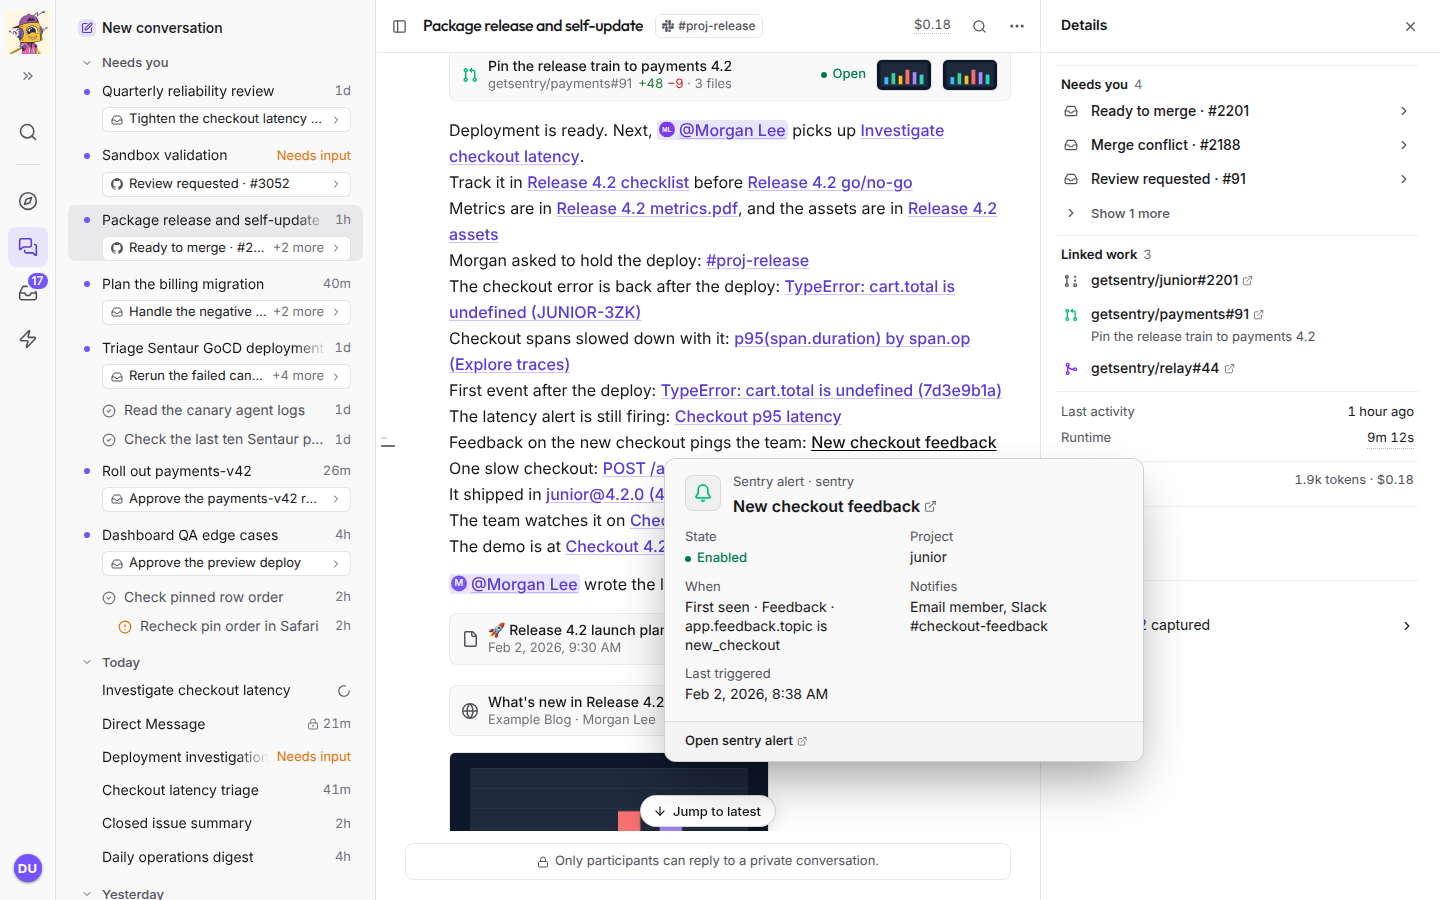 New conversation
Needs you
Quarterly reliability review 1d
Tighten the checkout latency ...
Sandbox validation Needs input
Review requested · #3052
Package release and self-update 1h
Ready to merge · #2... +2 more
Plan the billing migration 40m
Handle the negative ... +2 more
Triage Sentaur GoCD deployment 1d
Rerun the failed can... +4 more
Read the canary agent logs 1d
Check the last ten Sentaur p... 1d
Roll out payments-v42 26m
Approve the payments-v42 r...
Dashboard QA edge cases 4h
Approve the preview deploy
Check pinned row order 2h
Recheck pin order in Safari 2h
Today
Investigate checkout latency
Direct Message 21m
Deployment investigation Needs input
Checkout latency triage 41m
Closed issue summary 2h
Daily operations digest 4h
Yesterday
17
DU
Package release and self-update #proj-release $0.18
Pin the release train to payments 4.2
getsentry/payments#91 +48 −9 · 3 files
Open
Deployment is ready. Next, ML @Morgan Lee picks up Investigate
checkout latency.
Track it in Release 4.2 checklist before Release 4.2 go/no-go
Metrics are in Release 4.2 metrics.pdf, and the assets are in Release 4.2
assets
Morgan asked to hold the deploy: #proj-release
The checkout error is back after the deploy: TypeError: cart.total is
undefined (JUNIOR-3ZK)
Checkout spans slowed down with it: p95(span.duration) by span.op
(Explore traces)
First event after the deploy: TypeError: cart.total is undefined (7d3e9b1a)
The latency alert is still firing: Checkout p95 latency
Feedback on the new checkout pings the team: New checkout feedback
One slow checkout: POST /a
It shipped in junior@4.2.0 (4
The team watches it on Chec
The demo is at Checkout 4.2
M @Morgan Lee wrote the l
🚀 Release 4.2 launch plan
Feb 2, 2026, 9:30 AM
What's new in Release 4.2
Example Blog · Morgan Lee
Jump to latest
Only participants can reply to a private conversation.
Sentry alert · sentry
New checkout feedback
State
Enabled
Project
junior
When
First seen · Feedback ·
app.feedback.topic is
new_checkout
Notifies
Email member, Slack
#checkout-feedback
Last triggered
Feb 2, 2026, 8:38 AM
Open sentry alert
Details
Needs you 4
Ready to merge · #2201
Merge conflict · #2188
Review requested · #91
Show 1 more
Linked work 3
getsentry/junior#2201
getsentry/payments#91
Pin the release train to payments 4.2
getsentry/relay#44
Last activity 1 hour ago
Runtime 9m 12s
1.9k tokens · $0.18
2 captured